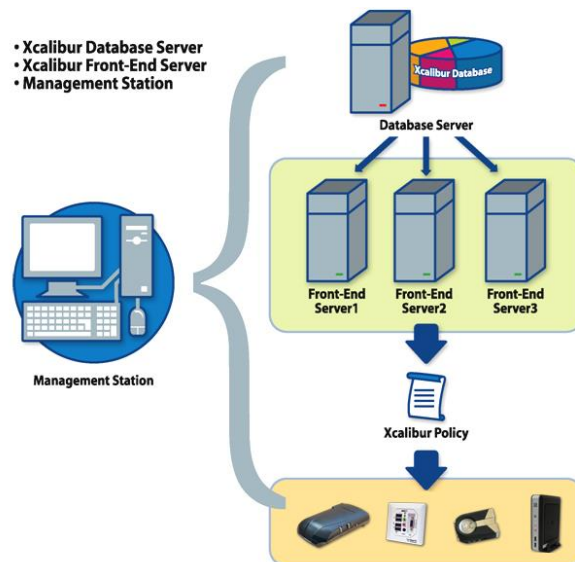 • Xcalibur Database Server
• Xcalibur Front-End Server
• Management Station
Xcalibur Database
Database Server
Front-End
Server1
Front-End
Server2
Front-End
Server3
Management Station
Xcalibur Policy